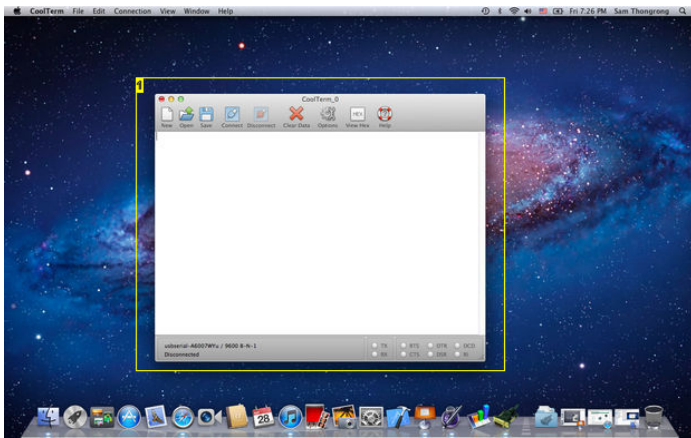 CoolTerm File Edit Connection View Window Help Fri 7:26 PM Sam Thongrong
1
CoolTerm_0
HEX
New Open Save Connect Disconnect Clear Data Options View Hex Help
usbserial-A6007WYu / 9600 8-N-1
Disconnected
TX RTS DTR DCD
RX CTS DSR RI
28